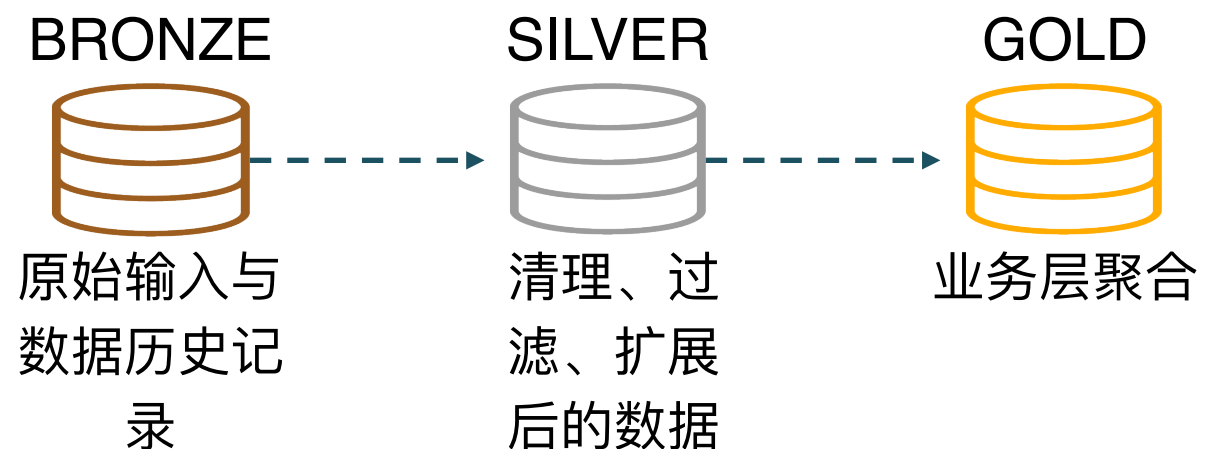 BRONZE
SILVER
GOLD
原始输入与
数据历史记
录
清理、过
滤、扩展
后的数据
业务层聚合